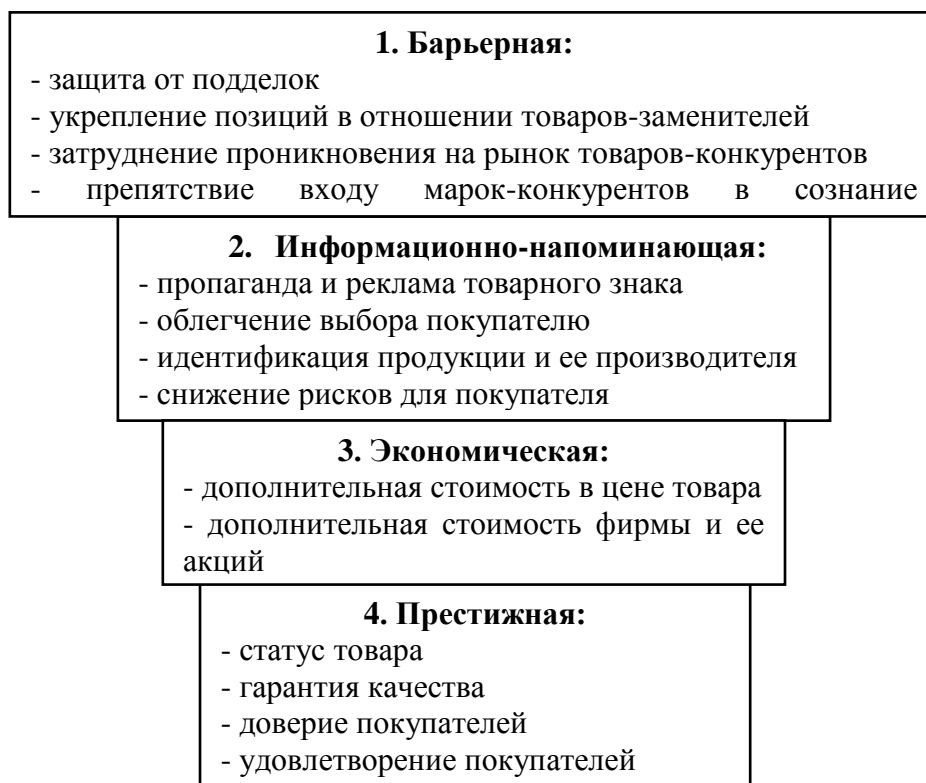 1. Барьерная:
- защита от подделок
- укрепление позиций в отношении товаров-заменителей
- затруднение проникновения на рынок товаров-конкурентов
- препятствие входу марок-конкурентов в сознание
2. Информационно-напоминающая:
- пропаганда и реклама товарного знака
- облегчение выбора покупателю
- идентификация продукции и ее производителя
- снижение рисков для покупателя
3. Экономическая:
- дополнительная стоимость в цене товара
- дополнительная стоимость фирмы и ее
акций
4. Престижная:
- статус товара
- гарантия качества
- доверие покупателей
- удовлетворение покупателей